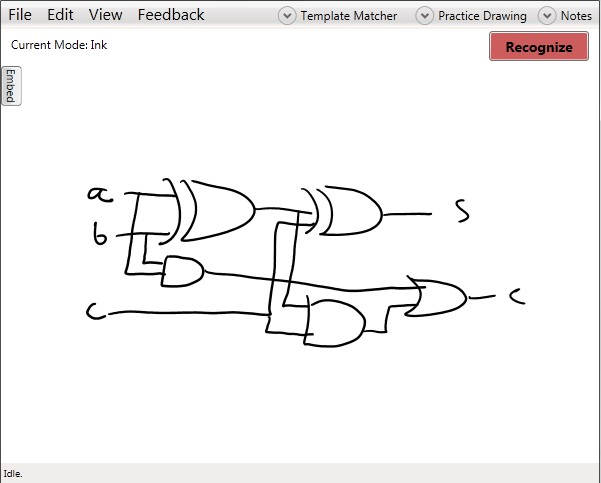 File Edit View Feedback Template Matcher Practice Drawing Notes
Current Mode: Ink Recognize
Embed
a
s
b
c
c
Idle.